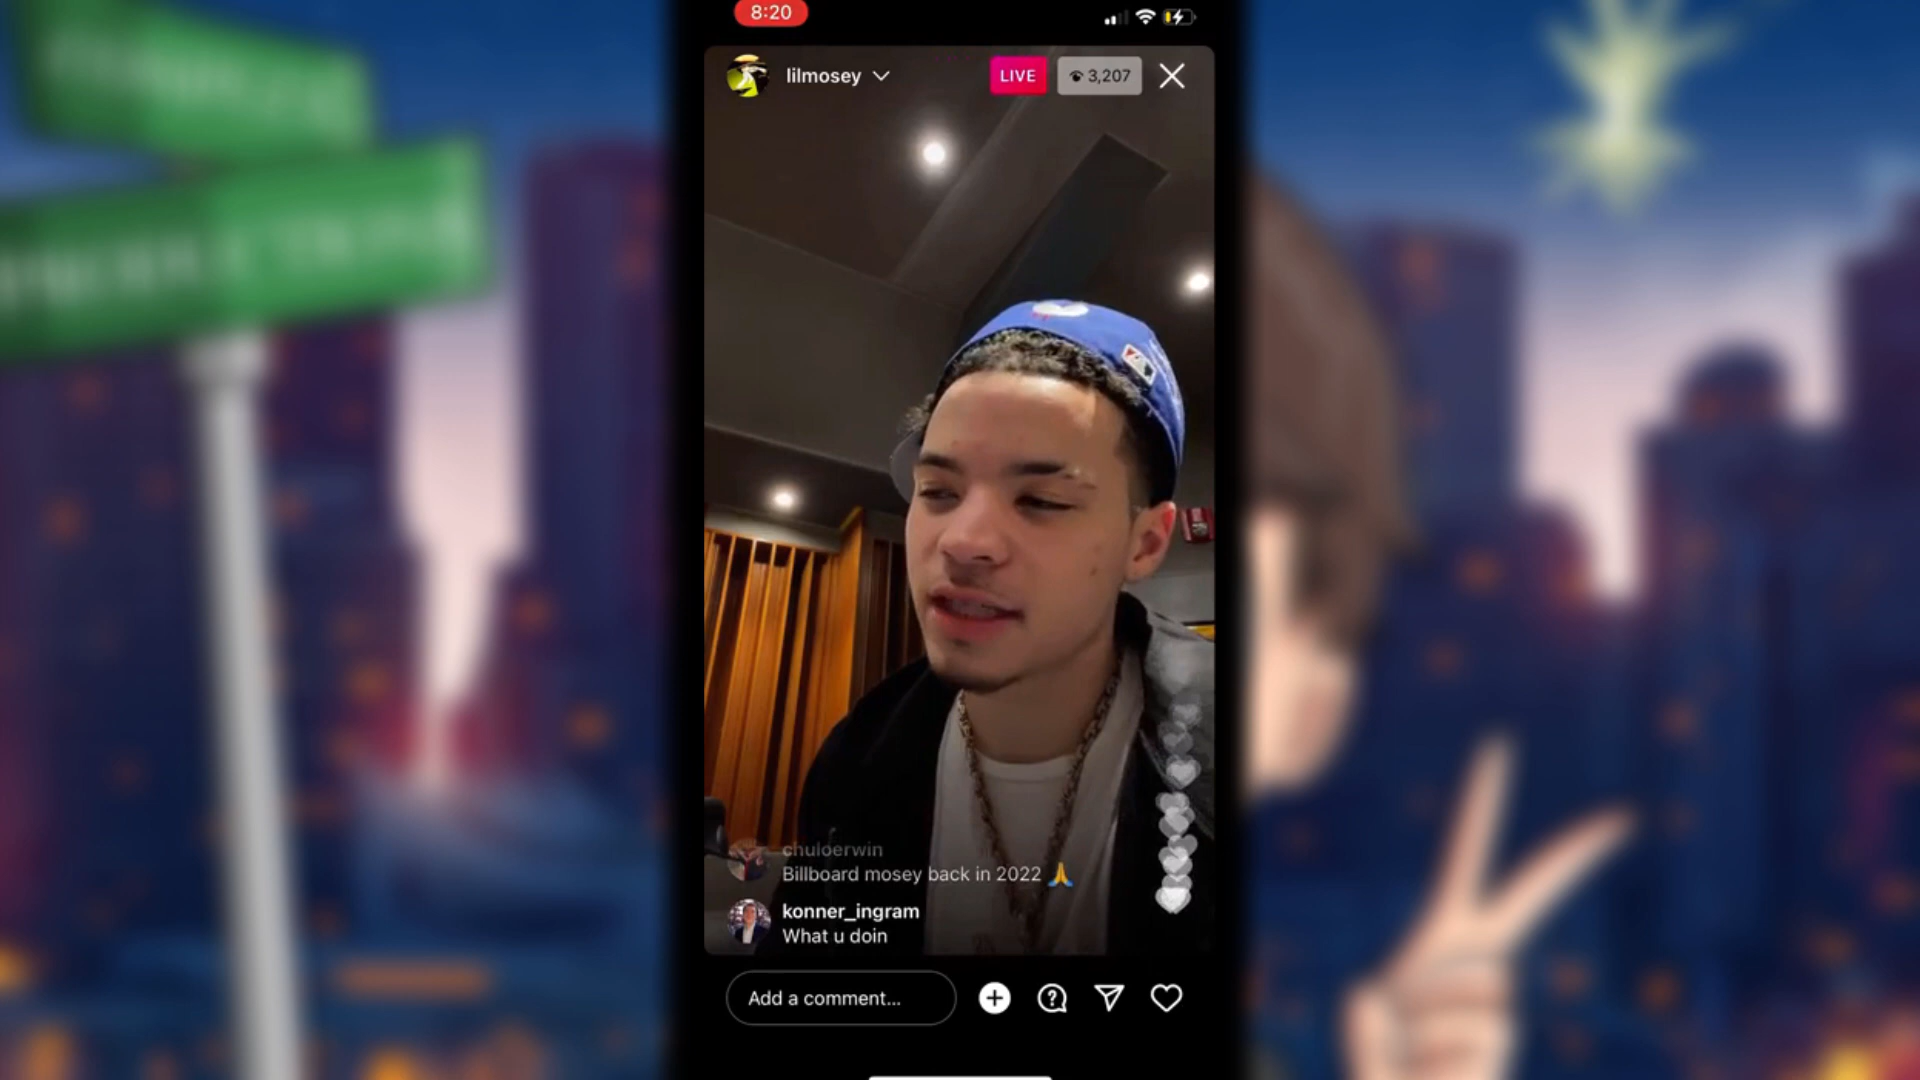 8:20
lilmosey
LIVE
3,207
chuloerwin
Billboard mosey back in 2022 🙏
konner_ingram
What u doin
Add a comment...